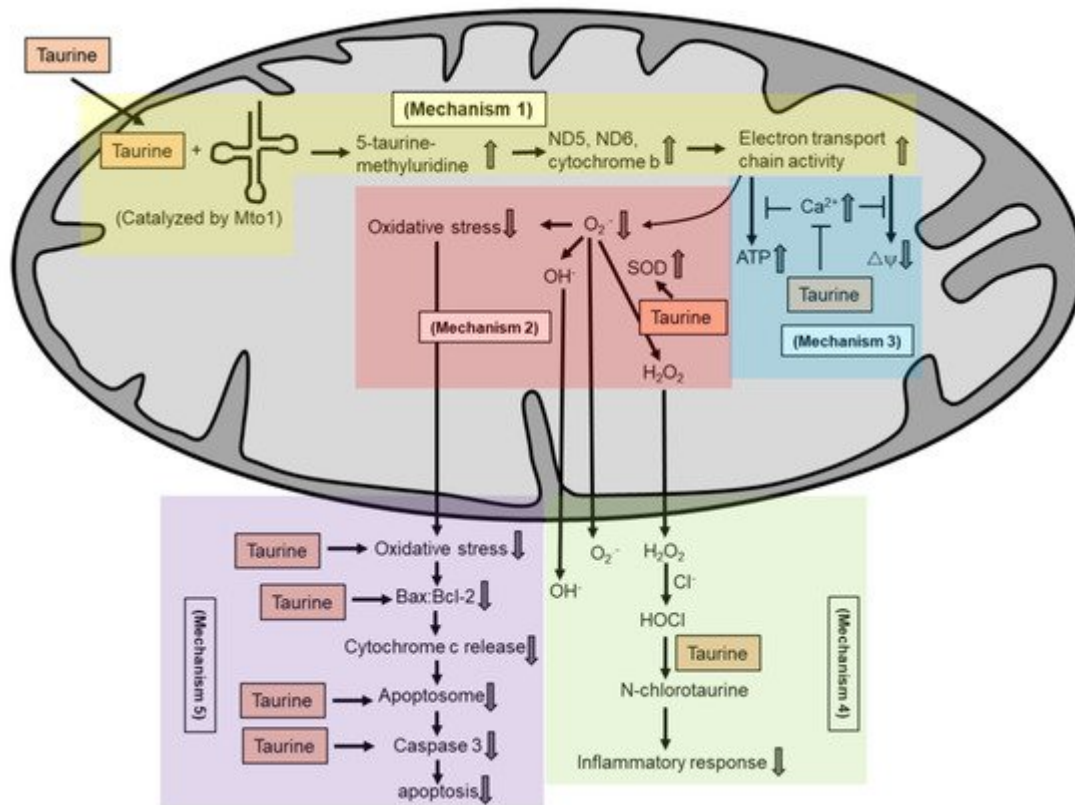 Taurine
(Mechanism 1)
Taurine +
(Catalyzed by Mto1)
5-taurine-
methyluridine
ND5, ND6,
cytochrome b
Electron transport
chain activity
Oxidative stress
O₂·⁻
OH⁻
SOD
Taurine
(Mechanism 2)
H₂O₂
Ca²⁺
ATP
△ψ
Taurine
(Mechanism 3)
Taurine
Oxidative stress
Taurine
Bax:Bcl-2
Cytochrome c release
Taurine
Apoptosome
Taurine
Caspase 3
apoptosis
(Mechanism 5)
OH⁻
O₂·⁻
H₂O₂
Cl⁻
HOCl
Taurine
N-chlorotaurine
Inflammatory response
(Mechanism 4)